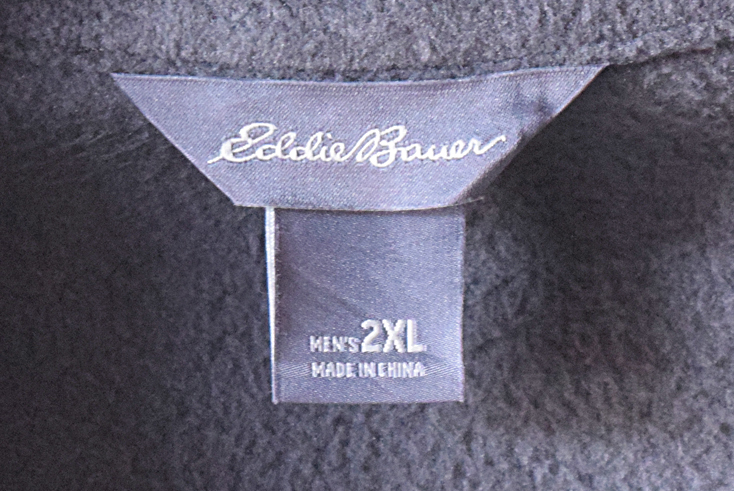 Eddie Bauer
MEN'S 2XL
MADE IN CHINA